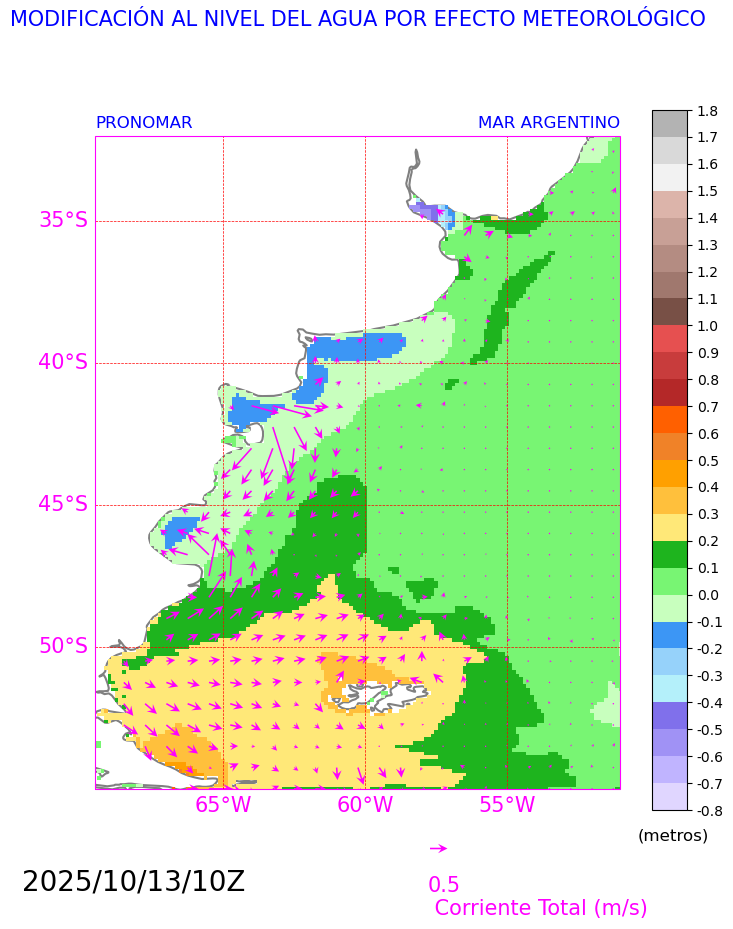 MODIFICACIÓN AL NIVEL DEL AGUA POR EFECTO METEOROLÓGICO
PRONOMAR
MAR ARGENTINO
35°S
40°S
45°S
50°S
65°W
60°W
55°W
1.8
1.7
1.6
1.5
1.4
1.3
1.2
1.1
1.0
0.9
0.8
0.7
0.6
0.5
0.4
0.3
0.2
0.1
0.0
-0.1
-0.2
-0.3
-0.4
-0.5
-0.6
-0.7
-0.8
(metros)
2025/10/13/10Z
0.5
Corriente Total (m/s)